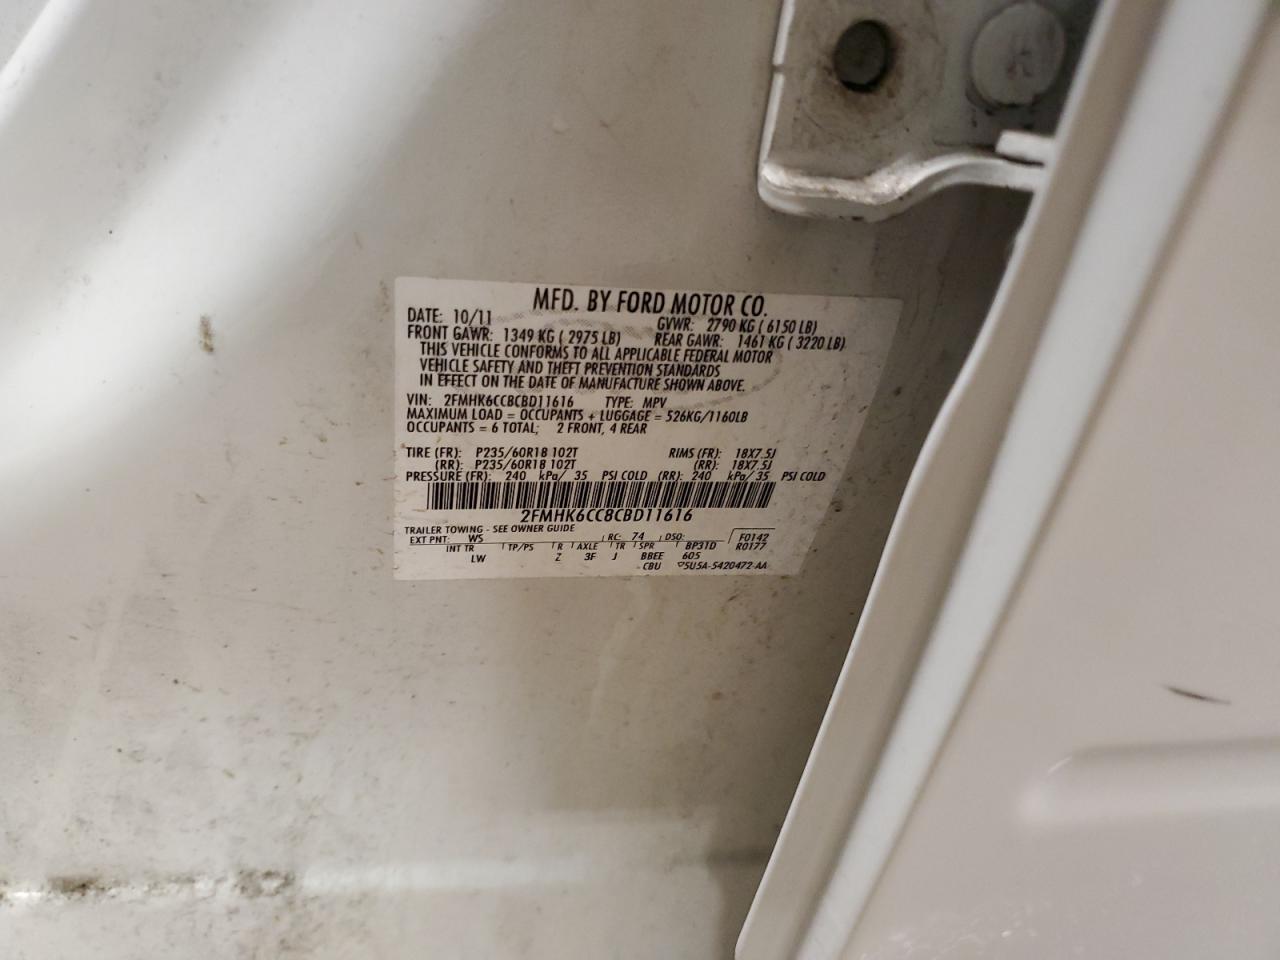 MFD. BY FORD MOTOR CO.
DATE: 10/11 GVWR: 2790 KG ( 6150 LB)
FRONT GAWR: 1349 KG ( 2975 LB) REAR GAWR: 1461 KG ( 3220 LB)
THIS VEHICLE CONFORMS TO ALL APPLICABLE FEDERAL MOTOR
VEHICLE SAFETY AND THEFT PREVENTION STANDARDS
IN EFFECT ON THE DATE OF MANUFACTURE SHOWN ABOVE.
VIN: 2FMHK6CC8CBD11616 TYPE: MPV
MAXIMUM LOAD = OCCUPANTS + LUGGAGE = 526KG/1160LB
OCCUPANTS = 6 TOTAL; 2 FRONT, 4 REAR
TIRE (FR): P235/60R18 102T RIMS (FR): 18X7.5J
(RR): P235/60R18 102T (RR): 18X7.5J
PRESSURE (FR): 240 kPa/ 35 PSI COLD (RR): 240 kPa/ 35 PSI COLD
2FMHK6CC8CBD11616
TRAILER TOWING - SEE OWNER GUIDE
EXT PNT: WS RC: 74 DSO: F0142
INT TR TP/PS R AXLE TR SPR BP31D R0177
LW Z 3F J BBEE 605
CBU 5U5A-5420472-AA